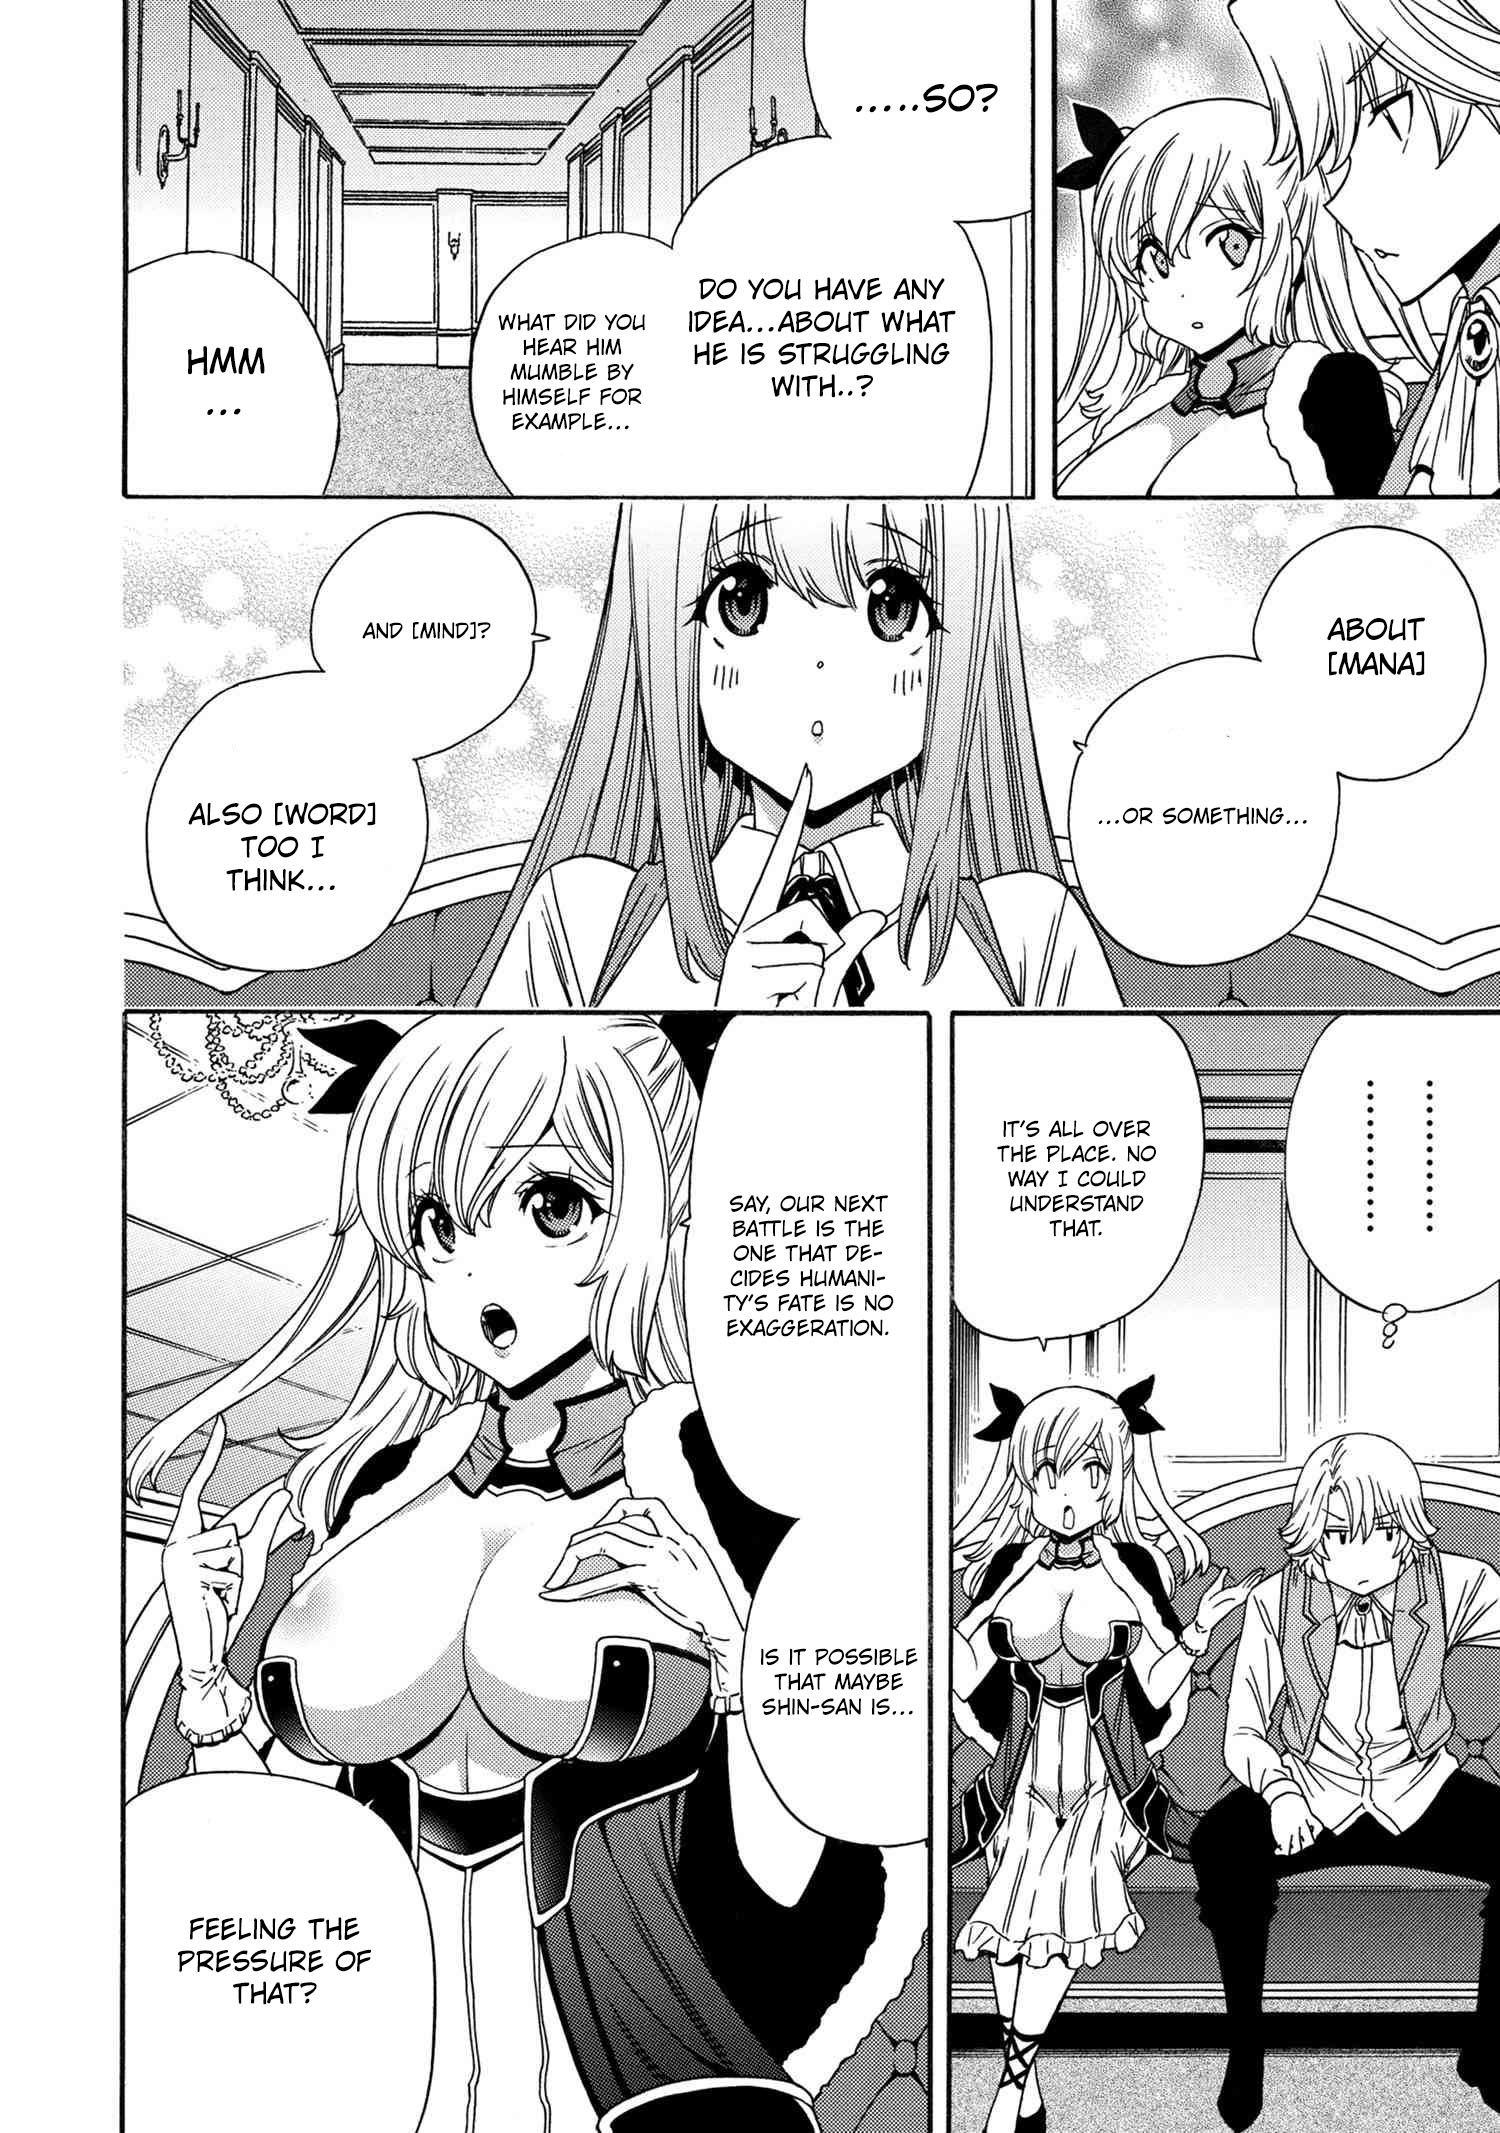 .....SO?
DO YOU HAVE ANY
IDEA...ABOUT WHAT
HE IS STRUGGLING
WITH..?
WHAT DID YOU
HEAR HIM
MUMBLE BY
HIMSELF FOR
EXAMPLE...
HMM
...
ABOUT
[MANA]
...OR SOMETHING...
AND [MIND]?
ALSO [WORD]
TOO I
THINK...
IT'S ALL OVER
THE PLACE. NO
WAY I COULD
UNDERSTAND
THAT.
SAY, OUR NEXT
BATTLE IS THE
ONE THAT DE-
CIDES HUMANI-
TY'S FATE IS NO
EXAGGERATION.
IS IT POSSIBLE
THAT MAYBE
SHIN-SAN IS...
FEELING THE
PRESSURE OF
THAT?